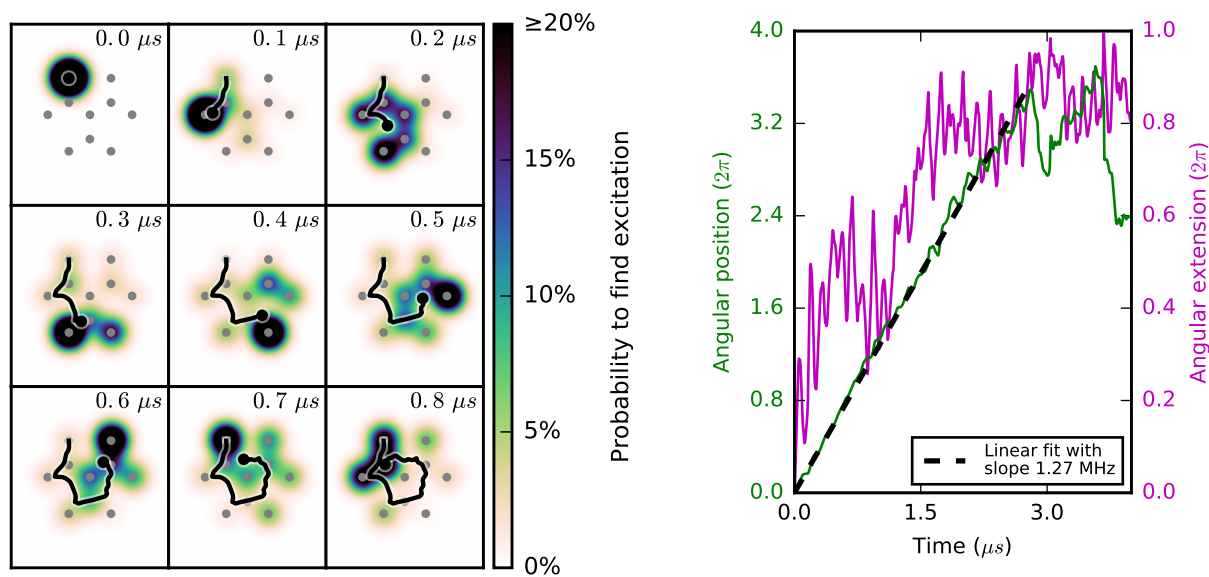 0.0 μs
0.1 μs
0.2 μs
0.3 μs
0.4 μs
0.5 μs
0.6 μs
0.7 μs
0.8 μs
≥20%
15%
10%
5%
0%
Probability to find excitation
4.0
3.2
2.4
1.6
0.8
0.0
Angular position (2π)
1.0
0.8
0.6
0.4
0.2
0.0
Angular extension (2π)
Linear fit with
slope 1.27 MHz
0.0
1.5
3.0
Time (μs)